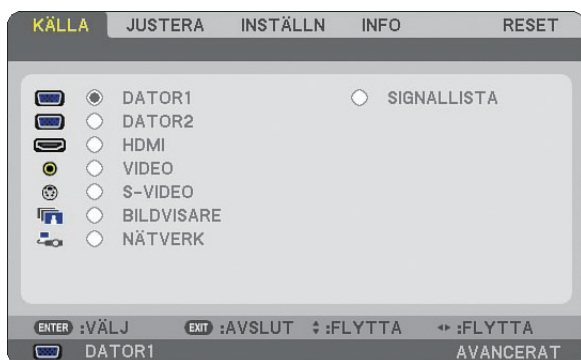 KÄLLA JUSTERA INSTÄLLN INFO RESET
DATOR1 SIGNALLISTA
DATOR2
HDMI
VIDEO
S-VIDEO
BILDVISARE
NÄTVERK
ENTER :VÄLJ EXIT :AVSLUT :FLYTTA :FLYTTA
DATOR1 AVANCERAT